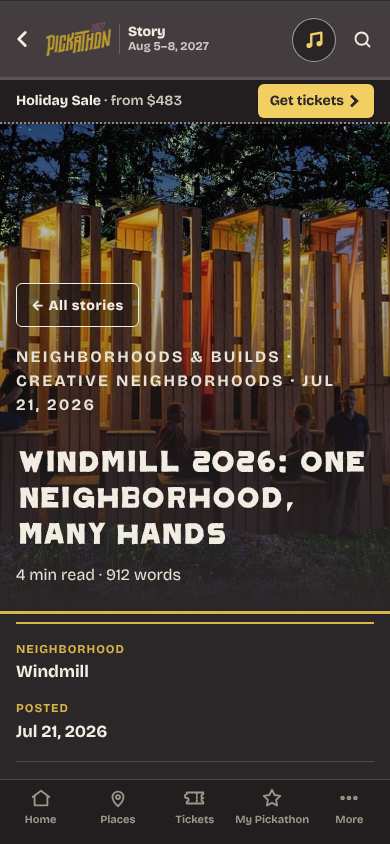 PICKATHON
Story
Aug 5–8, 2027
Holiday Sale · from $483
Get tickets
← All stories
NEIGHBORHOODS & BUILDS ·
CREATIVE NEIGHBORHOODS · JUL
21, 2026
WINDMILL 2026: ONE
NEIGHBORHOOD,
MANY HANDS
4 min read · 912 words
NEIGHBORHOOD
Windmill
POSTED
Jul 21, 2026
Home
Places
Tickets
My Pickathon
More